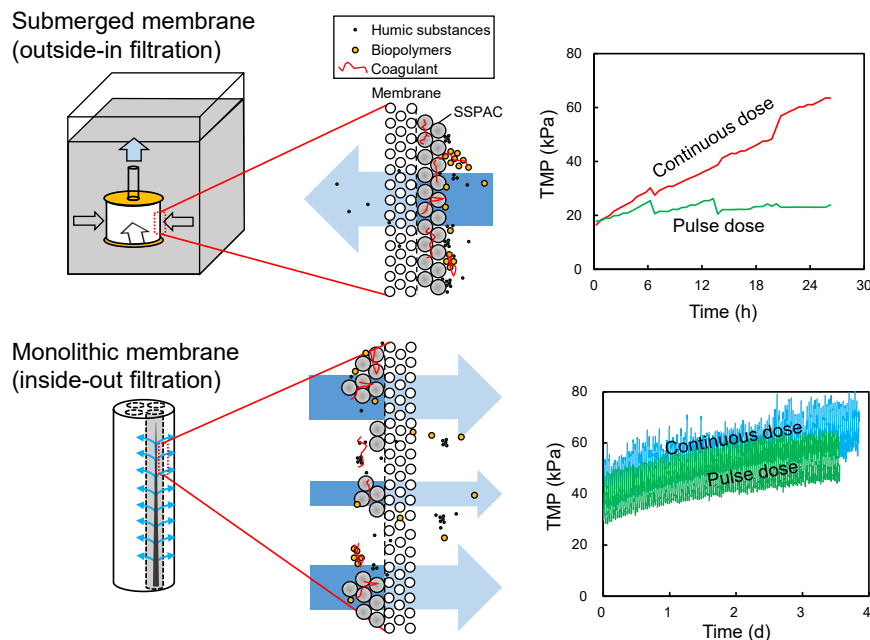 Submerged membrane
(outside-in filtration)
Humic substances
Biopolymers
Coagulant
Membrane
SSPAC
TMP (kPa)
80
60
40
20
0
Continuous dose
Pulse dose
0 6 12 18 24 30
Time (h)
Monolithic membrane
(inside-out filtration)
TMP (kPa)
80
60
40
20
0
Continuous dose
Pulse dose
0 1 2 3 4
Time (d)